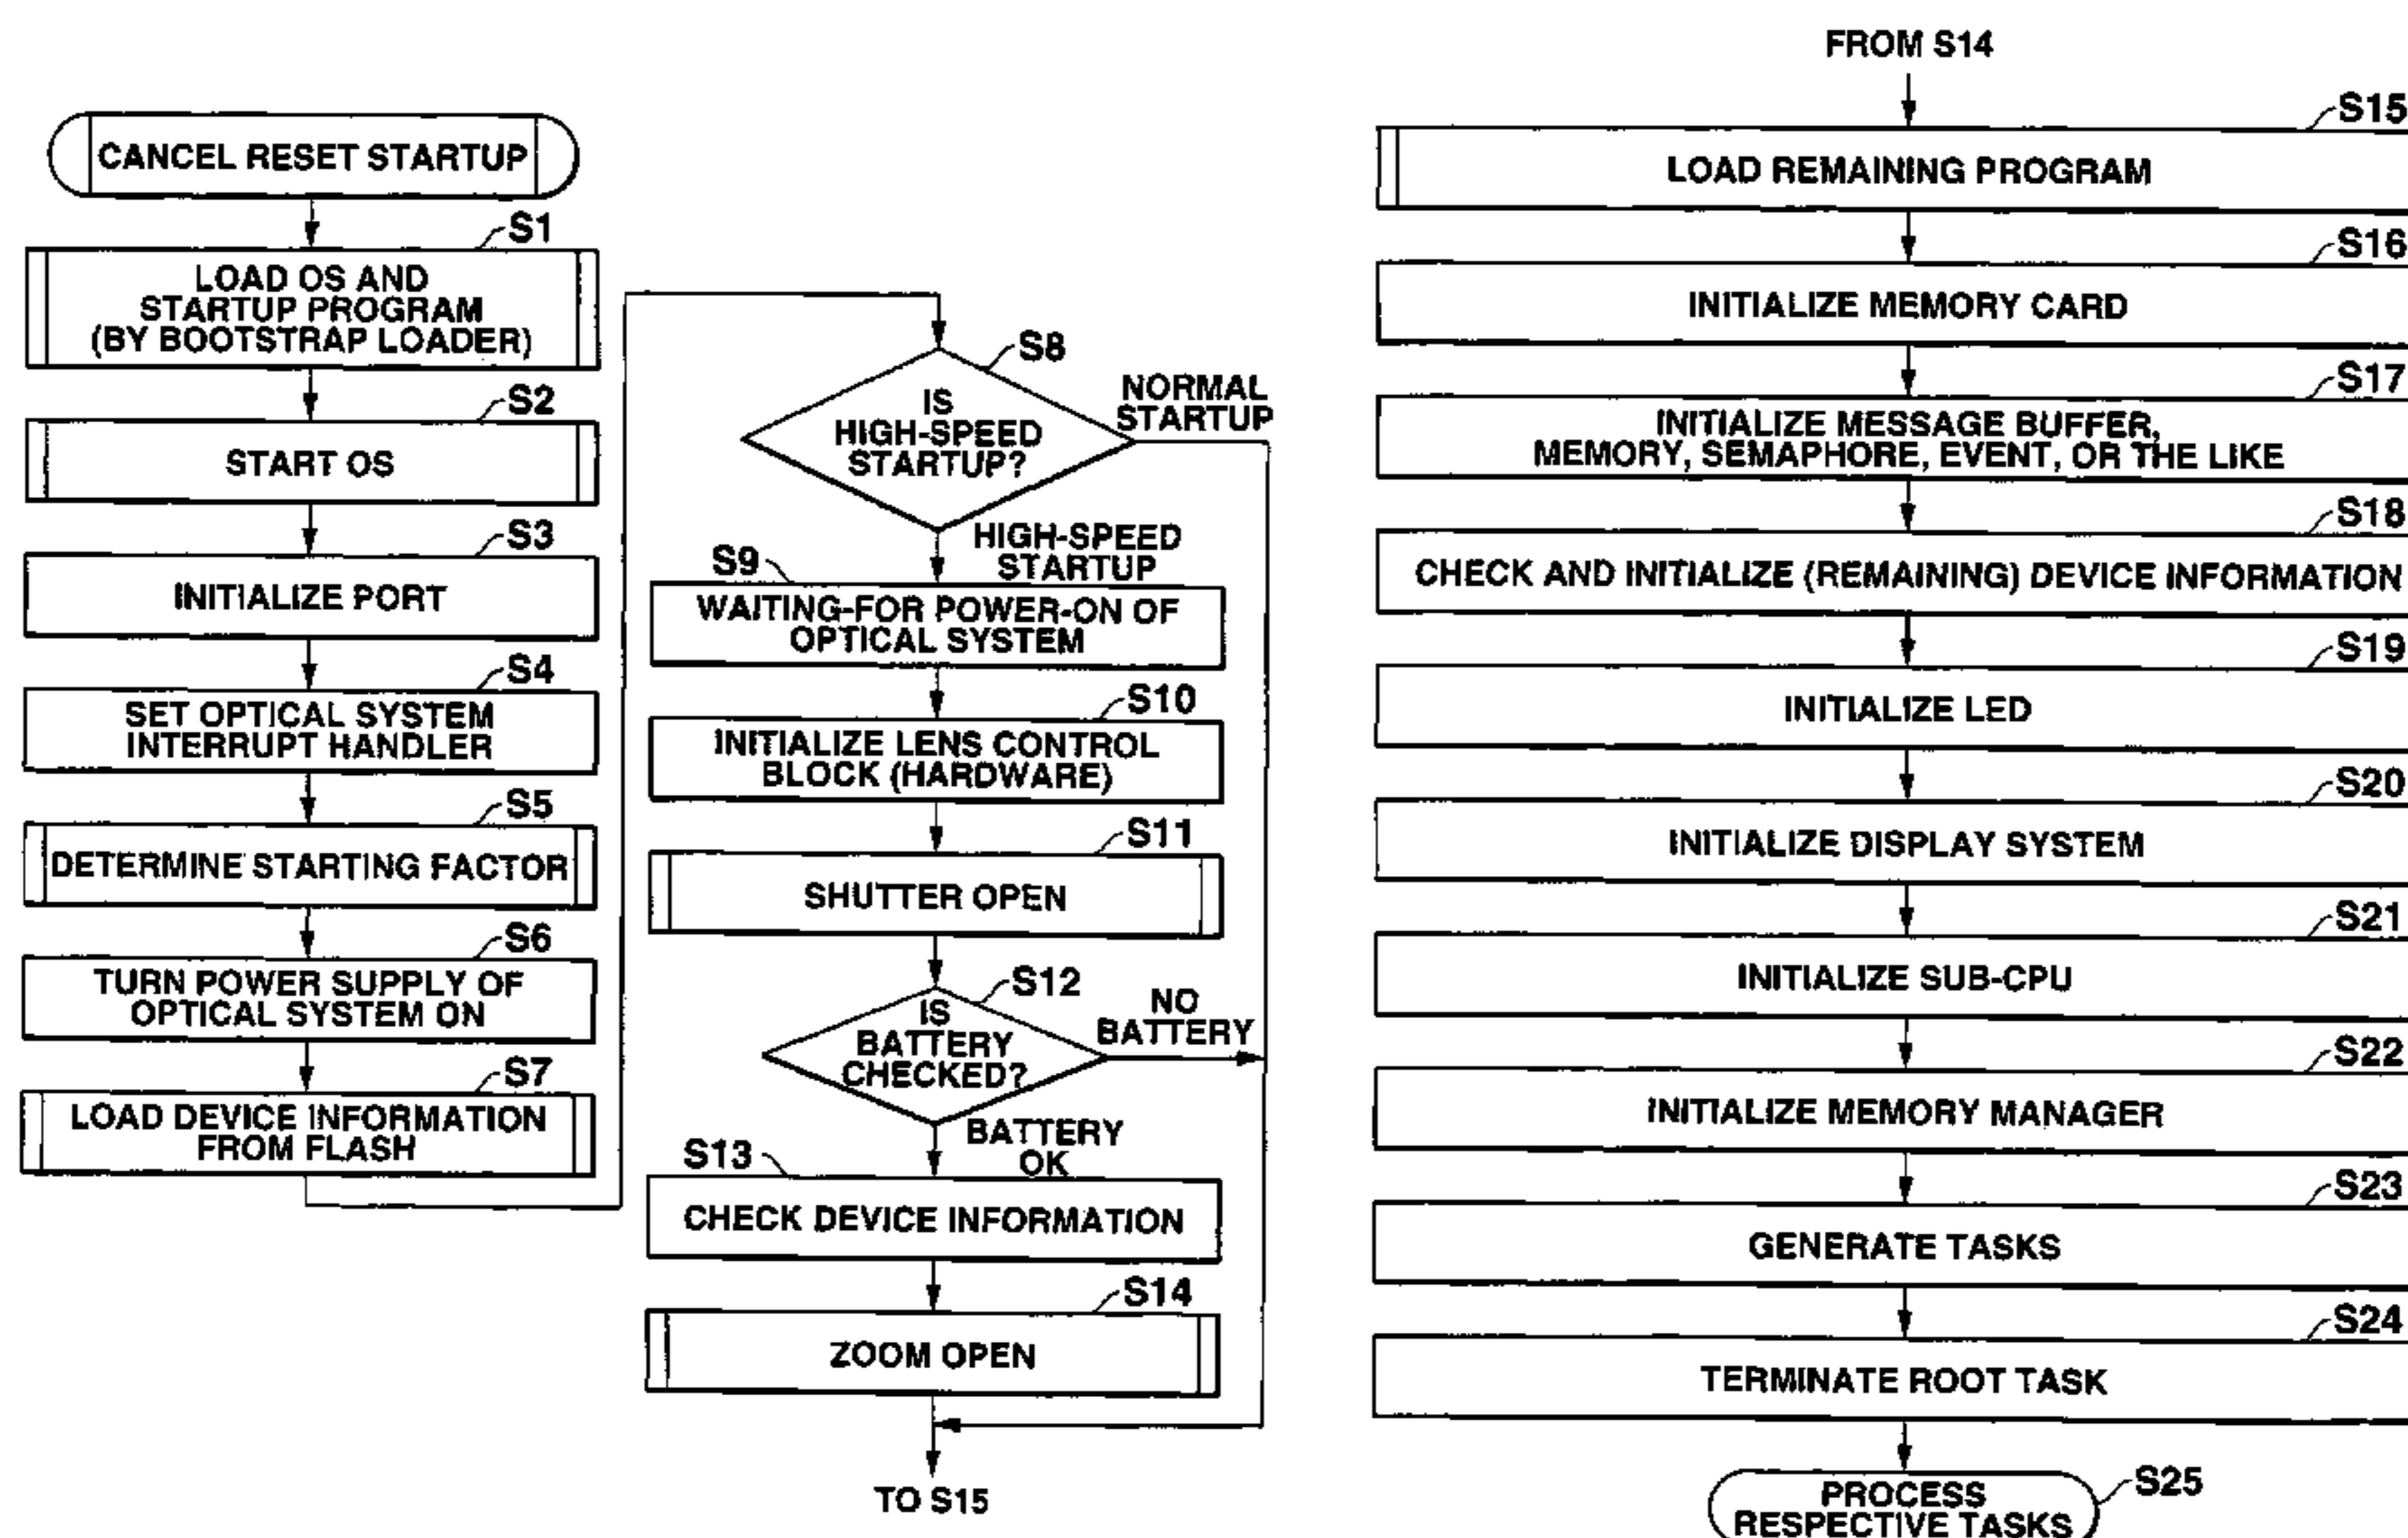 CANCEL RESET STARTUP
S1
LOAD OS AND
STARTUP PROGRAM
(BY BOOTSTRAP LOADER)
S2
START OS
S3
INITIALIZE PORT
S4
SET OPTICAL SYSTEM
INTERRUPT HANDLER
S5
DETERMINE STARTING FACTOR
S6
TURN POWER SUPPLY OF
OPTICAL SYSTEM ON
S7
LOAD DEVICE INFORMATION
FROM FLASH
S8
IS
HIGH-SPEED
STARTUP?
NORMAL
STARTUP
HIGH-SPEED
STARTUP
S9
WAITING-FOR POWER-ON OF
OPTICAL SYSTEM
S10
INITIALIZE LENS CONTROL
BLOCK (HARDWARE)
S11
SHUTTER OPEN
S12
IS
BATTERY
CHECKED?
NO
BATTERY
BATTERY
OK
S13
CHECK DEVICE INFORMATION
S14
ZOOM OPEN
TO S15
FROM S14
S15
LOAD REMAINING PROGRAM
S16
INITIALIZE MEMORY CARD
S17
INITIALIZE MESSAGE BUFFER,
MEMORY, SEMAPHORE, EVENT, OR THE LIKE
S18
CHECK AND INITIALIZE (REMAINING) DEVICE INFORMATION
S19
INITIALIZE LED
S20
INITIALIZE DISPLAY SYSTEM
S21
INITIALIZE SUB-CPU
S22
INITIALIZE MEMORY MANAGER
S23
GENERATE TASKS
S24
TERMINATE ROOT TASK
S25
PROCESS
RESPECTIVE TASKS